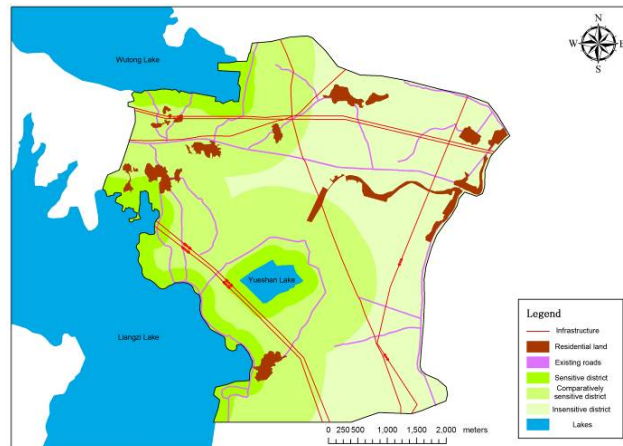 N
W E
S
Wutong Lake
Yueshan Lake
Liangzi Lake
Legend
Infrastructure
Residential land
Existing roads
Sensitive district
Comparatively
sensitive district
Insensitive district
Lakes
0 250 500 1,000 1,500 2,000
meters